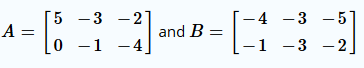 A = [5 −3 −2; 0 −1 −4] and B = [−4 −3 −5; −1 −3 −2]